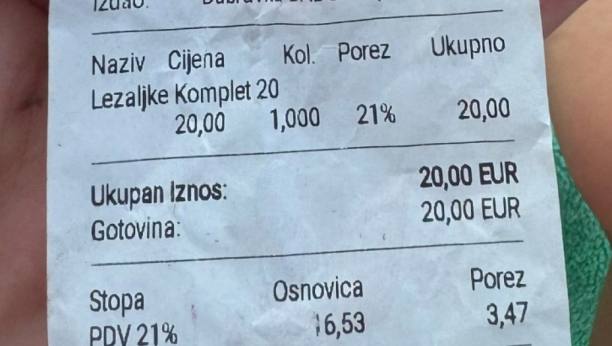 Izdao:
Naziv Cijena Kol. Porez Ukupno
Lezaljke Komplet 20
20,00 1,000 21% 20,00
Ukupan Iznos: 20,00 EUR
Gotovina: 20,00 EUR
Stopa Osnovica Porez
PDV 21% 16,53 3,47